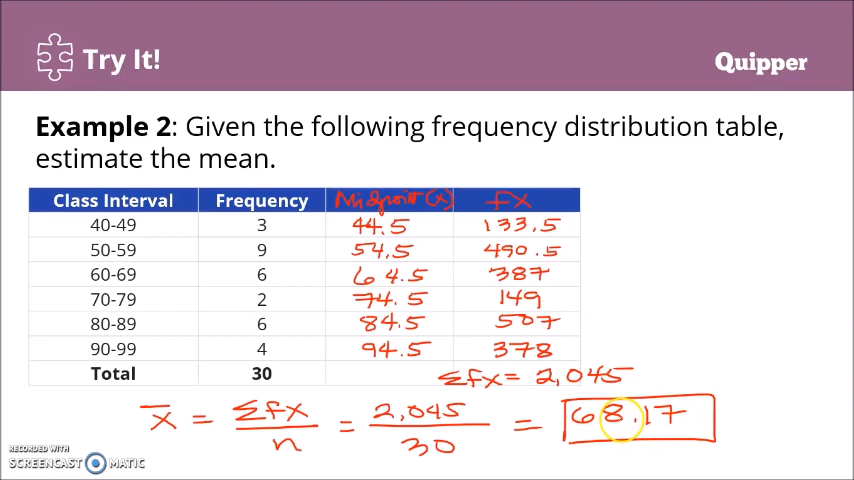 Try It!
Quipper
Example 2: Given the following frequency distribution table,
estimate the mean.
Class Interval Frequency Midpoint (x) fx
40-49 3 44.5 133.5
50-59 9 54.5 490.5
60-69 6 64.5 387
70-79 2 74.5 149
80-89 6 84.5 507
90-99 4 94.5 378
Total 30 Σfx = 2,045
x̄ = Σfx / n = 2,045 / 30 = 68.17
RECORDED WITH
SCREENCAST MATIC